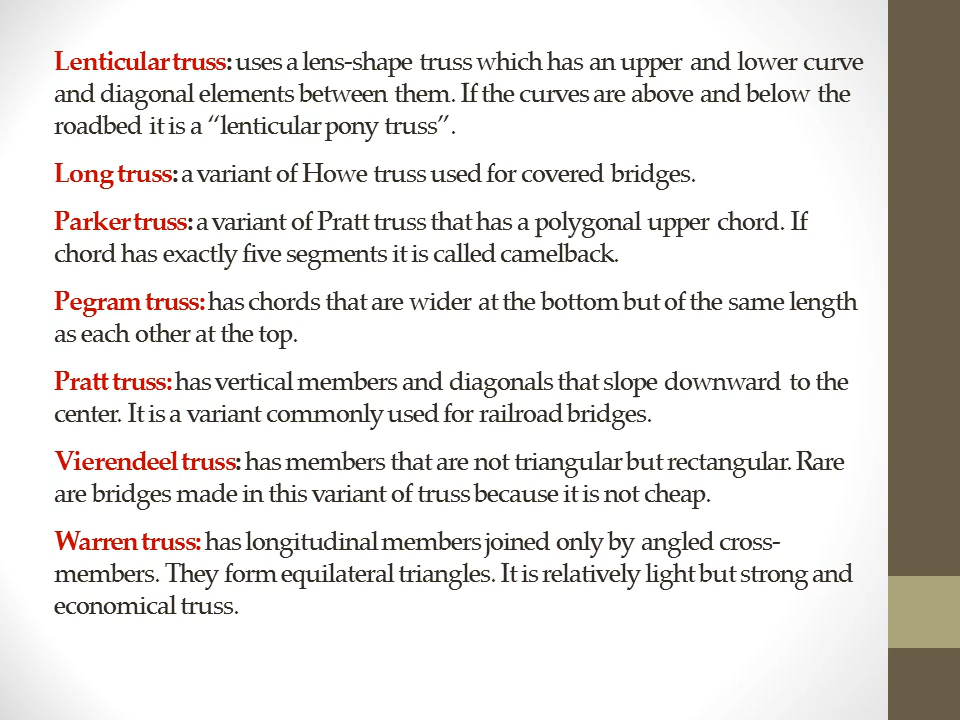 Lenticular truss: uses a lens-shape truss which has an upper and lower curve
and diagonal elements between them. If the curves are above and below the
roadbed it is a “lenticular pony truss”.
Long truss: a variant of Howe truss used for covered bridges.
Parker truss: a variant of Pratt truss that has a polygonal upper chord. If
chord has exactly five segments it is called camelback.
Pegram truss: has chords that are wider at the bottom but of the same length
as each other at the top.
Pratt truss: has vertical members and diagonals that slope downward to the
center. It is a variant commonly used for railroad bridges.
Vierendeel truss: has members that are not triangular but rectangular. Rare
are bridges made in this variant of truss because it is not cheap.
Warren truss: has longitudinal members joined only by angled cross-
members. They form equilateral triangles. It is relatively light but strong and
economical truss.